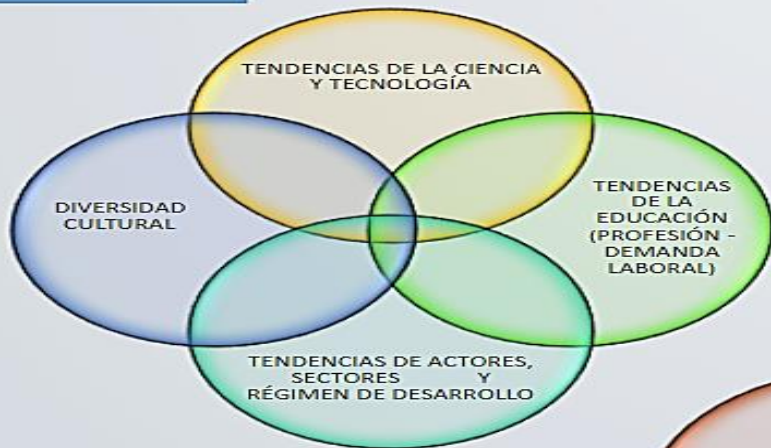 TENDENCIAS DE LA CIENCIA
Y TECNOLOGÍA
DIVERSIDAD
CULTURAL
TENDENCIAS
DE LA
EDUCACIÓN
(PROFESIÓN -
DEMANDA
LABORAL)
TENDENCIAS DE ACTORES,
SECTORES Y
RÉGIMEN DE DESARROLLO